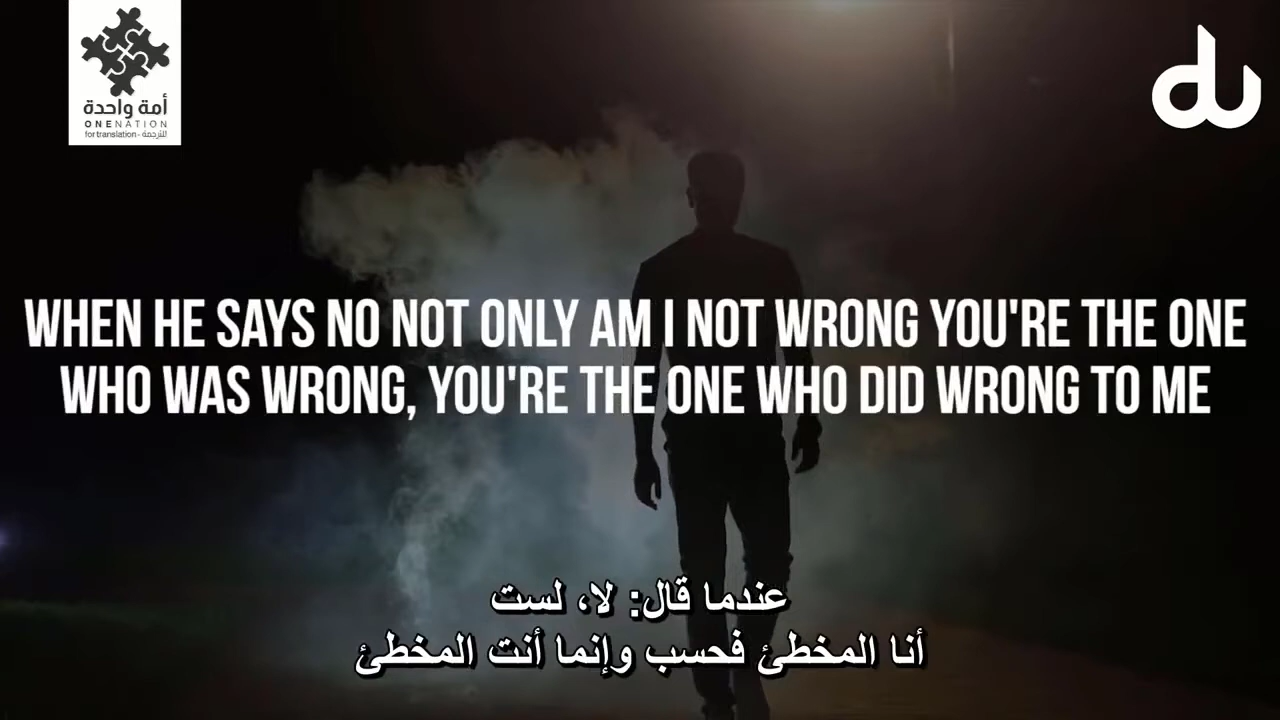 أمة واحدة
ONENATION
for translation - للترجمة
du
WHEN HE SAYS NO NOT ONLY AM I NOT WRONG YOU'RE THE ONE
WHO WAS WRONG, YOU'RE THE ONE WHO DID WRONG TO ME
عندما قال: لا، لست
أنا المخطئ فحسب وإنما أنت المخطئ